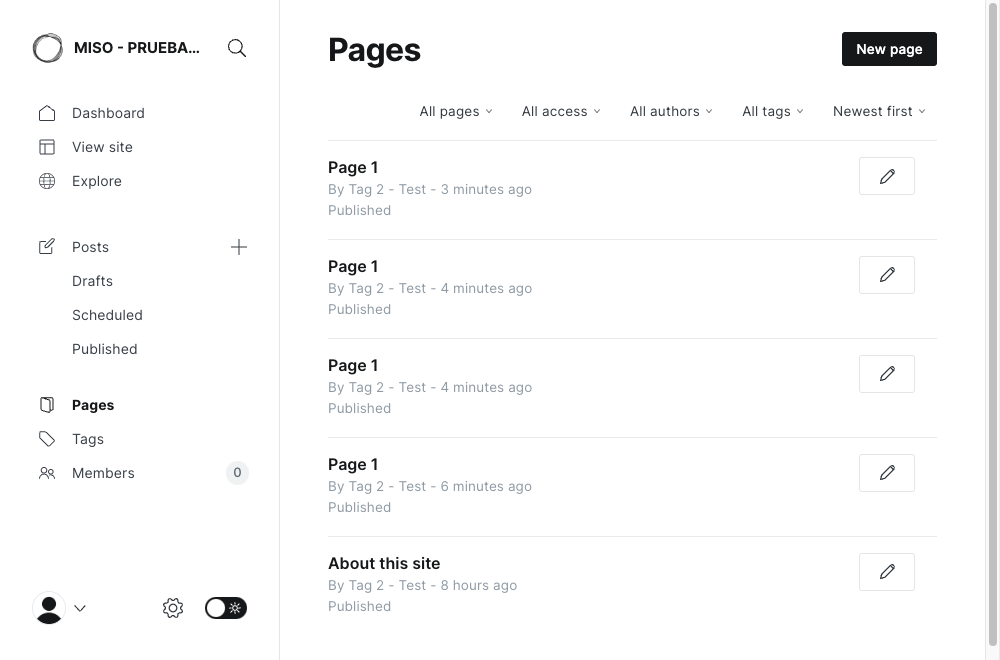 MISO - PRUEBA...
Dashboard
View site
Explore
Posts
Drafts
Scheduled
Published
Pages
Tags
Members 0
Pages
New page
All pages All access All authors All tags Newest first
Page 1
By Tag 2 - Test - 3 minutes ago
Published
Page 1
By Tag 2 - Test - 4 minutes ago
Published
Page 1
By Tag 2 - Test - 4 minutes ago
Published
Page 1
By Tag 2 - Test - 6 minutes ago
Published
About this site
By Tag 2 - Test - 8 hours ago
Published